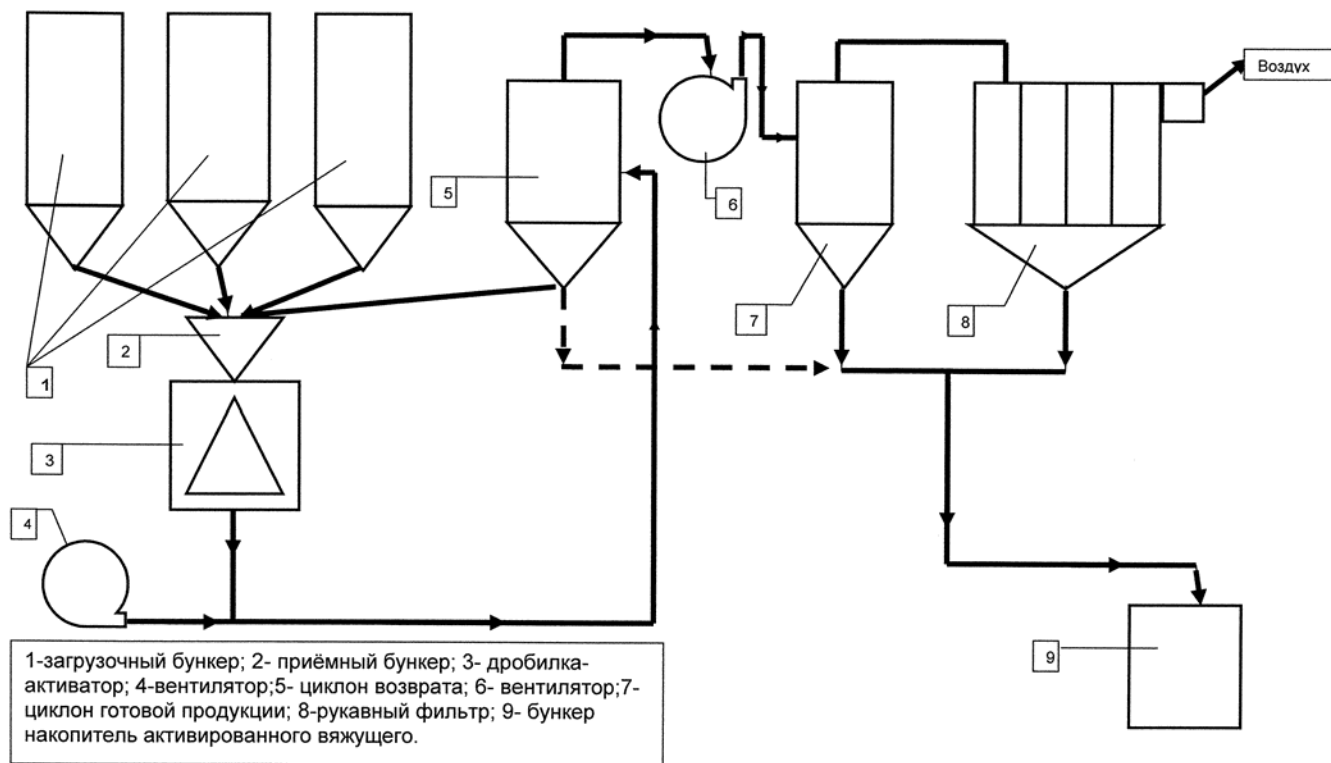 Воздух
5
6
7
8
2
1
3
4
9
1-загрузочный бункер; 2- приёмный бункер; 3- дробилка-
активатор; 4-вентилятор;5- циклон возврата; 6- вентилятор;7-
циклон готовой продукции; 8-рукавный фильтр; 9- бункер
накопитель активированного вяжущего.